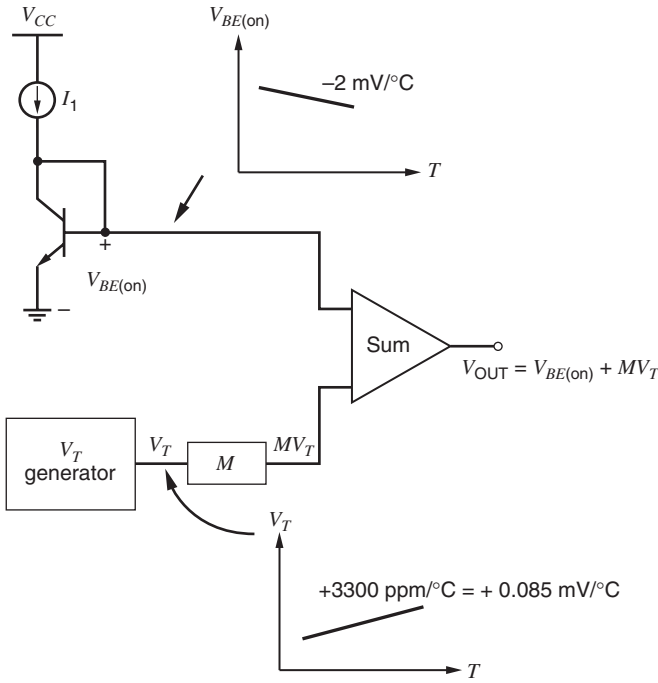 V_CC
V_BE(on)
–2 mV/°C
I_1
T
+
V_BE(on)
–
Sum
V_OUT = V_BE(on) + MV_T
V_T
generator
V_T
M
MV_T
V_T
+3300 ppm/°C = + 0.085 mV/°C
T